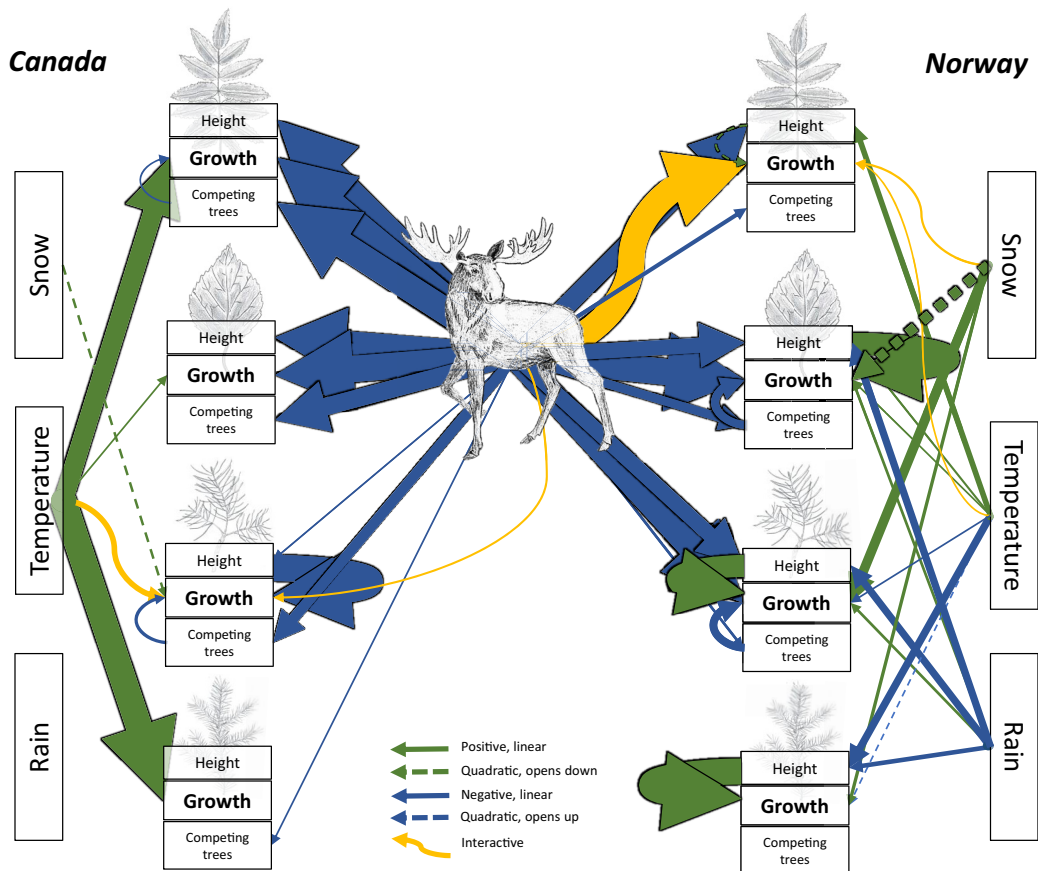 Canada
Norway
Snow
Temperature
Rain
Height
Growth
Competing
trees
Height
Growth
Competing
trees
Height
Growth
Competing
trees
Height
Growth
Competing
trees
Height
Growth
Competing
trees
Height
Growth
Competing
trees
Height
Growth
Competing
trees
Height
Growth
Competing
trees
Snow
Temperature
Rain
Positive, linear
Quadratic, opens down
Negative, linear
Quadratic, opens up
Interactive